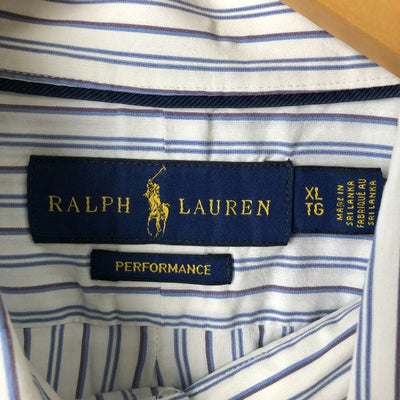 RALPH LAUREN
XL
TG
MADE IN
SRI LANKA
FABRIQUÉ AU
SRI LANKA
PERFORMANCE